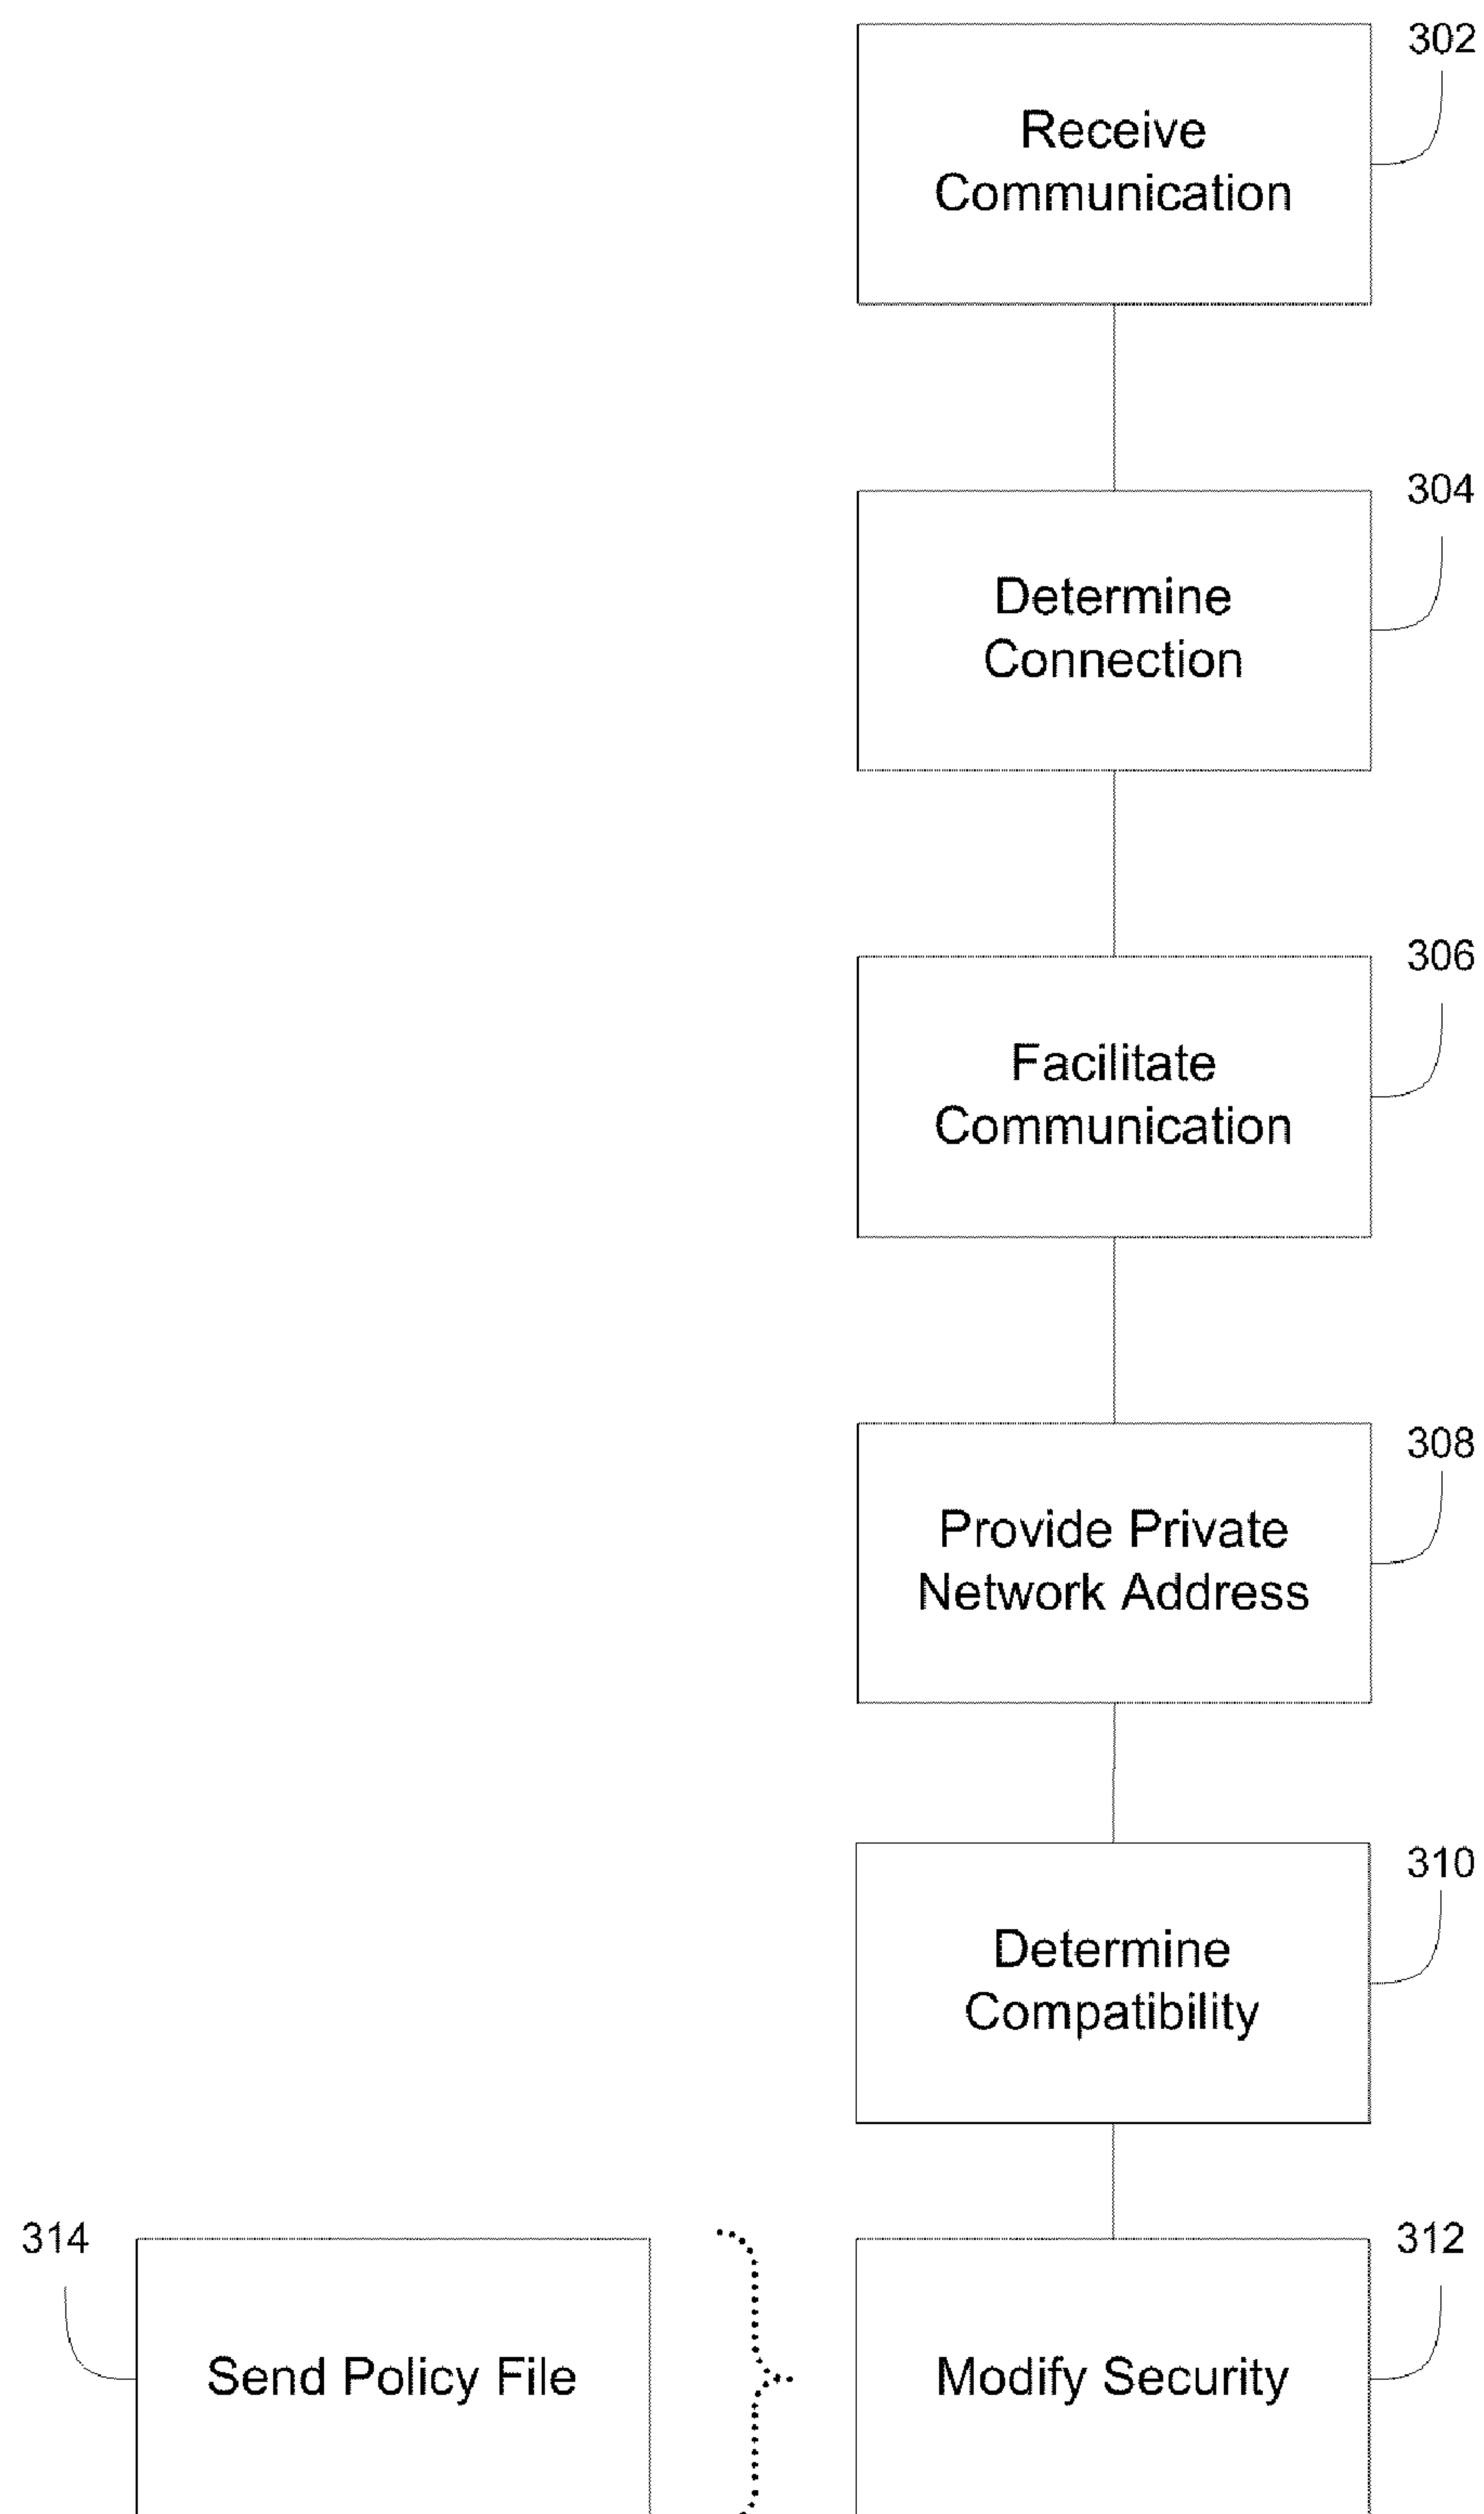 302
Receive
Communication
304
Determine
Connection
306
Facilitate
Communication
308
Provide Private
Network Address
310
Determine
Compatibility
314
312
Send Policy File
Modify Security